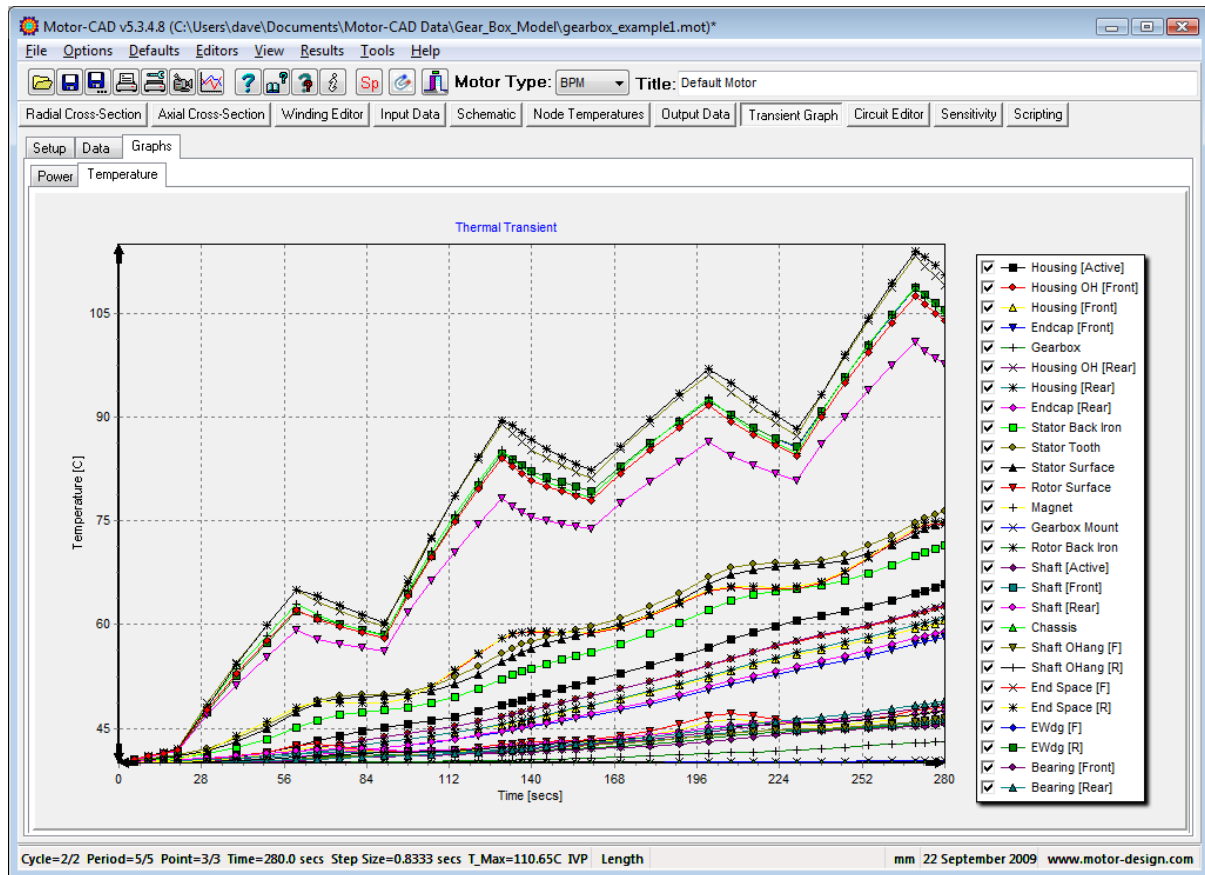 Motor-CAD v5.3.4.8 (C:\Users\dave\Documents\Motor-CAD Data\Gear_Box_Model\gearbox_example1.mot)*
File Options Defaults Editors View Results Tools Help
Sp Motor Type: BPM Title: Default Motor
Radial Cross-Section Axial Cross-Section Winding Editor Input Data Schematic Node Temperatures Output Data Transient Graph Circuit Editor Sensitivity Scripting
Setup Data Graphs
Power Temperature
Thermal Transient
Temperature [C]
105
90
75
60
45
0 28 56 84 112 140 168 196 224 252 280
Time [secs]
Housing [Active]
Housing OH [Front]
Housing [Front]
Endcap [Front]
Gearbox
Housing OH [Rear]
Housing [Rear]
Endcap [Rear]
Stator Back Iron
Stator Tooth
Stator Surface
Rotor Surface
Magnet
Gearbox Mount
Rotor Back Iron
Shaft [Active]
Shaft [Front]
Shaft [Rear]
Chassis
Shaft OHang [F]
Shaft OHang [R]
End Space [F]
End Space [R]
EWdg [F]
EWdg [R]
Bearing [Front]
Bearing [Rear]
Cycle=2/2 Period=5/5 Point=3/3 Time=280.0 secs Step Size=0.8333 secs T_Max=110.65C IVP Length mm 22 September 2009 www.motor-design.com